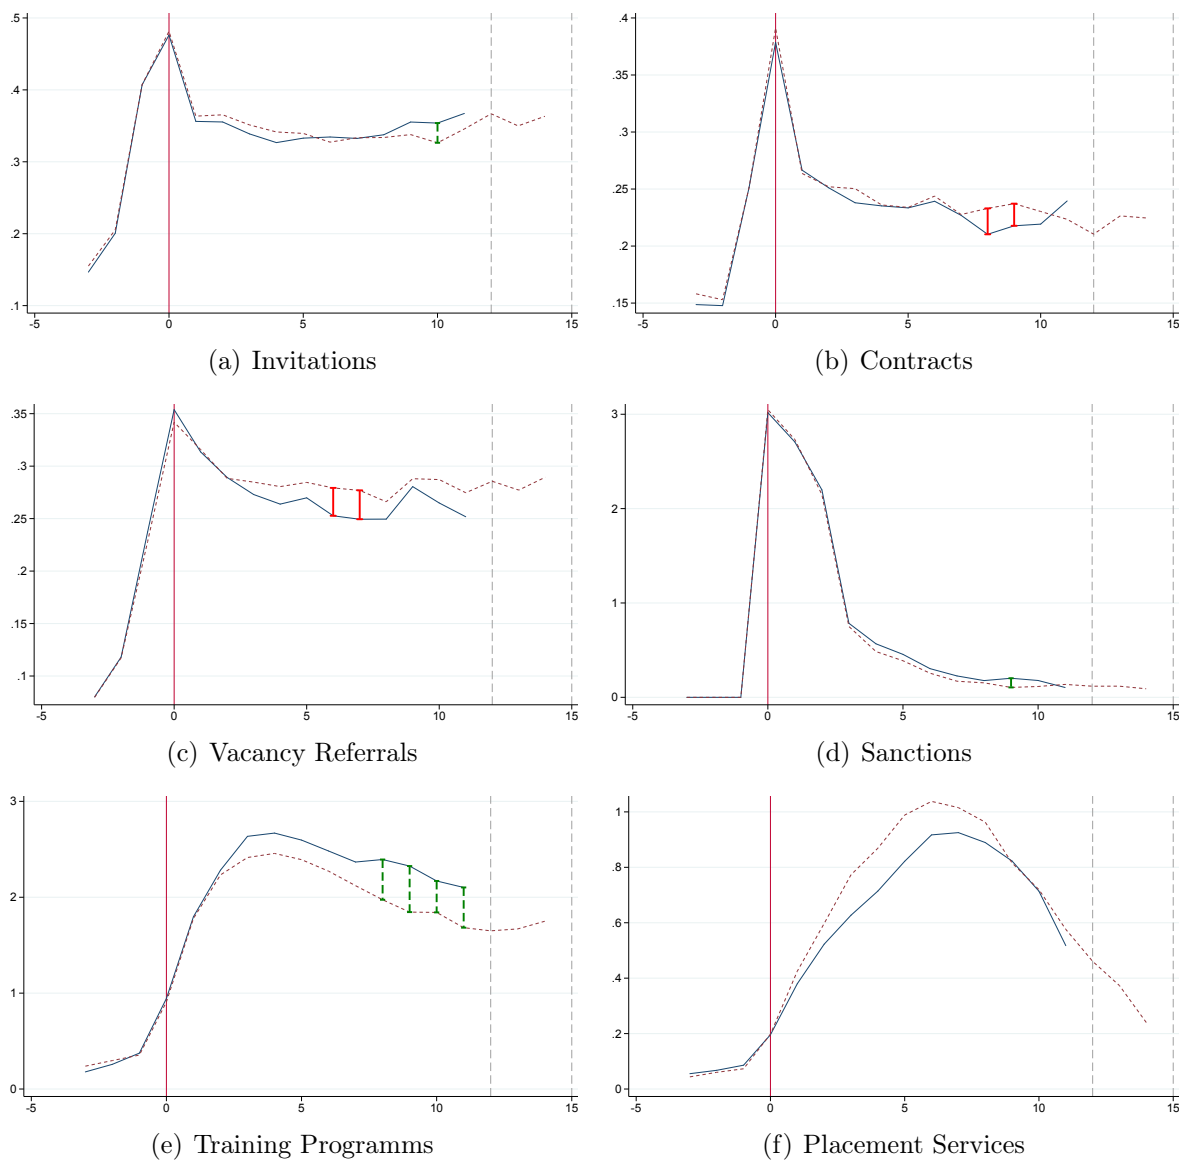 .5
.4
.3
.2
.1
-5 0 5 10 15
(a) Invitations
.4
.35
.3
.25
.2
.15
-5 0 5 10 15
(b) Contracts
.35
.3
.25
.2
.15
.1
-5 0 5 10 15
(c) Vacancy Referrals
3
2
1
0
-5 0 5 10 15
(d) Sanctions
3
2
1
0
-5 0 5 10 15
(e) Training Programms
1
.8
.6
.4
.2
0
-5 0 5 10 15
(f) Placement Services